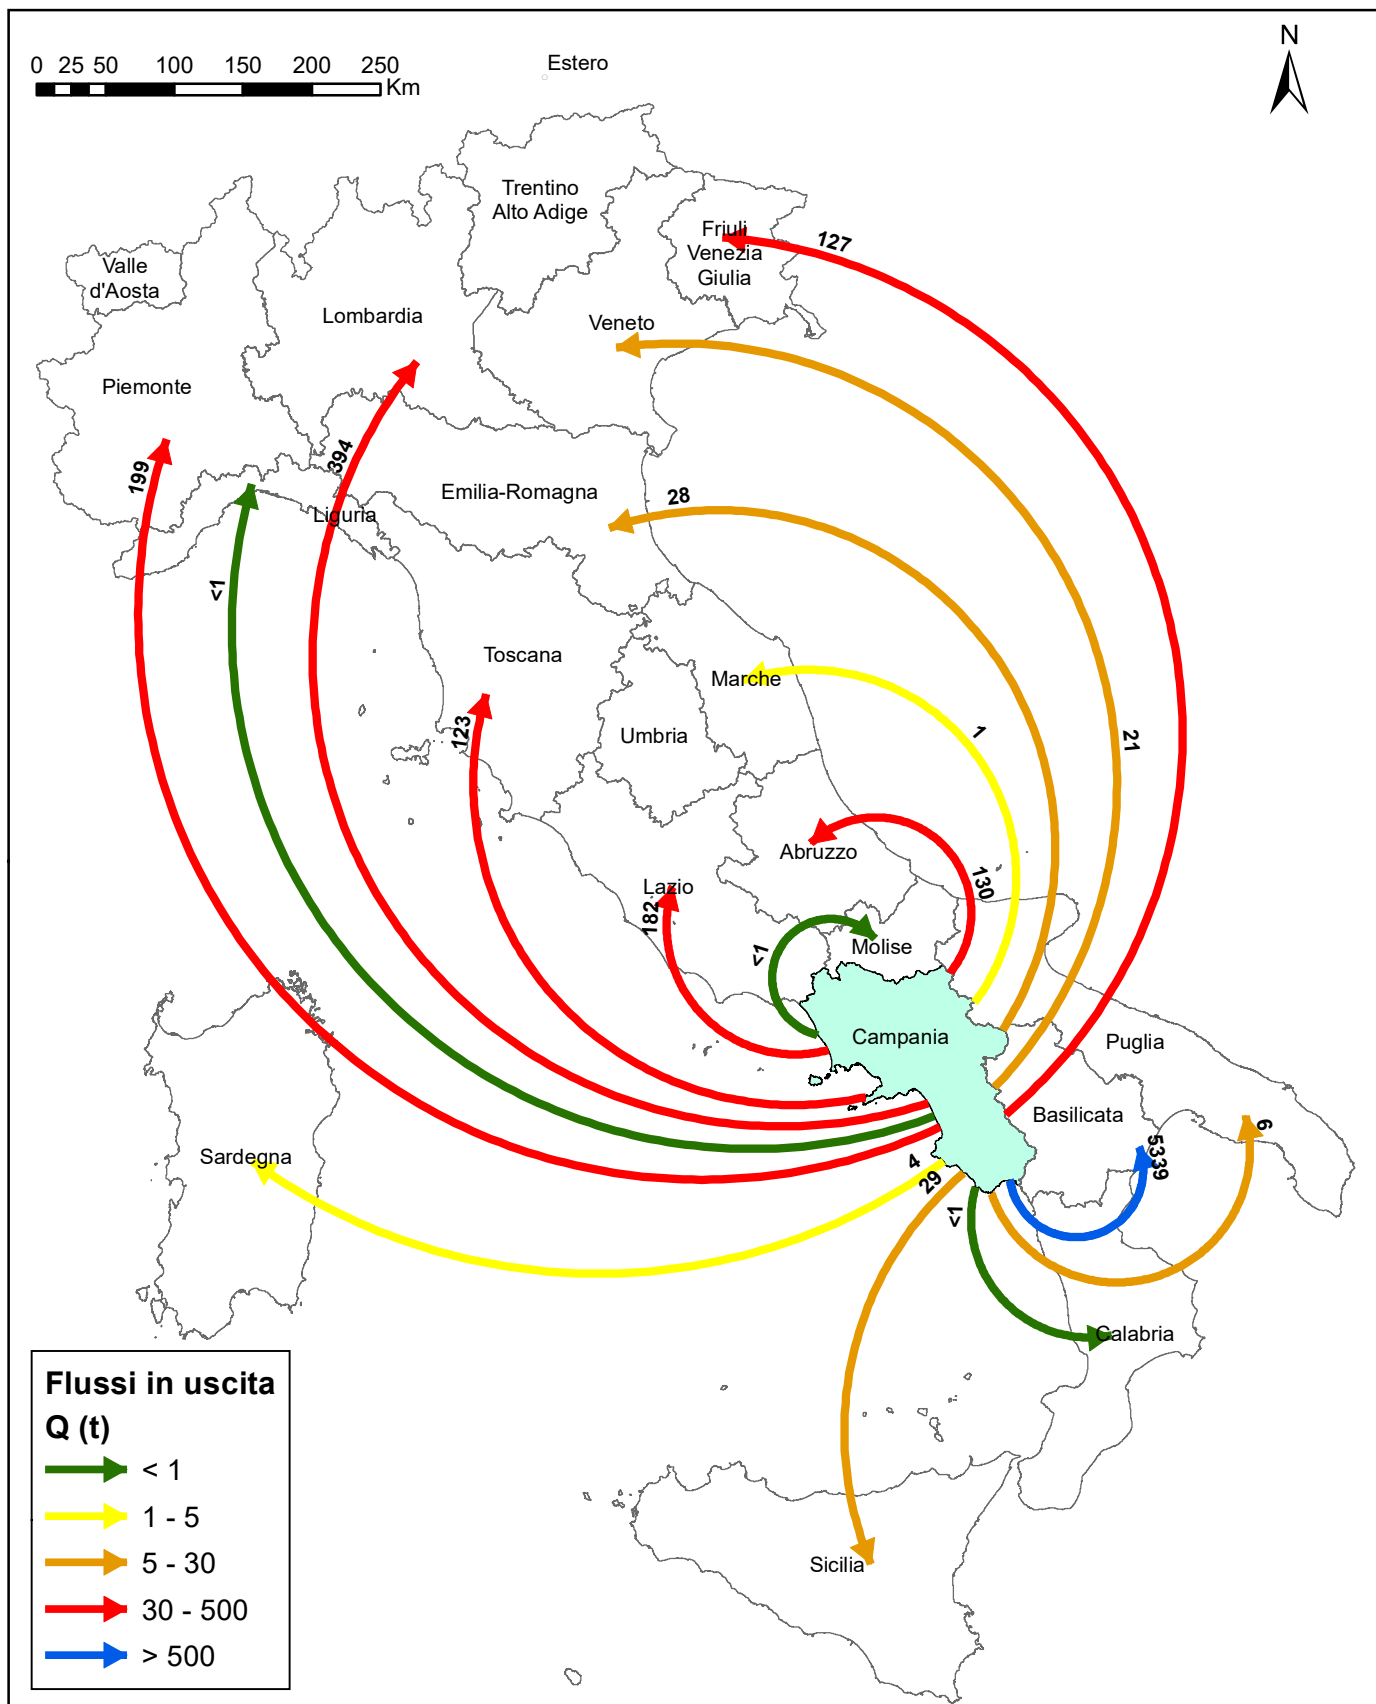 0 25 50 100 150 200 250
Km
Estero
N
Trentino
Alto Adige
Friuli
Venezia
Giulia
127
Valle
d'Aosta
Lombardia
Veneto
Piemonte
199
394
Emilia-Romagna
28
Liguria
<1
Toscana
Marche
123
Umbria
1
21
Abruzzo
130
Lazio
182
Molise
<1
Campania
Puglia
Basilicata
6
5339
Sardegna
4
29
<1
Calabria
Sicilia
Flussi in uscita
Q (t)
< 1
1 - 5
5 - 30
30 - 500
> 500